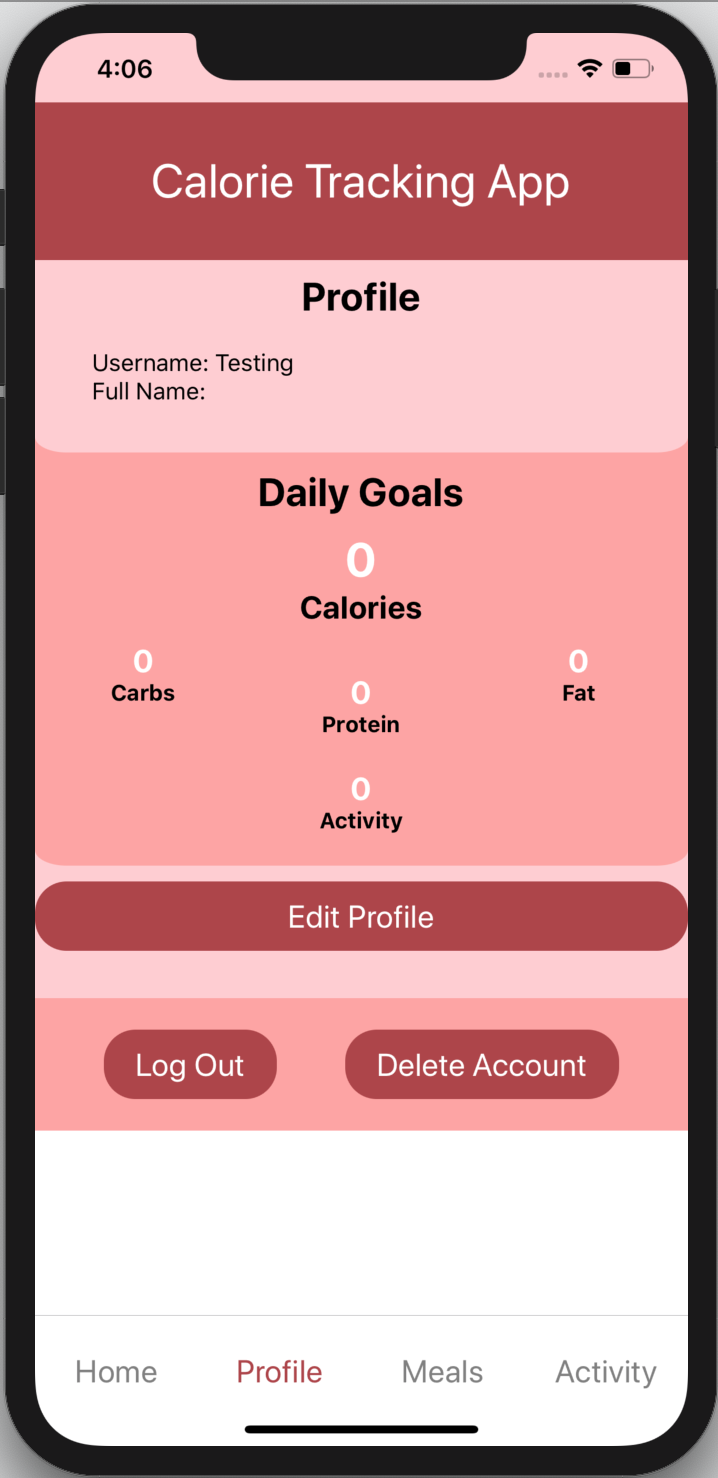 4:06
Calorie Tracking App
Profile
Username: Testing
Full Name:
Daily Goals
0
Calories
0 0
Carbs 0 Fat
Protein
0
Activity
Edit Profile
Log Out Delete Account
Home Profile Meals Activity